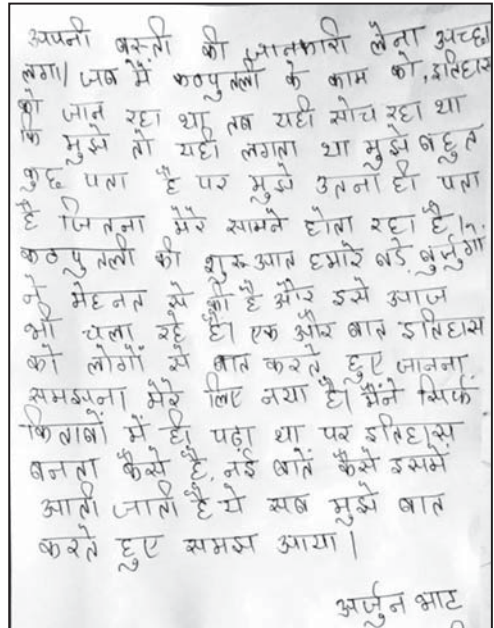 अपनी बस्ती की जानकारी लेना अच्छा
लगा। जब मैं कठपुतली के काम को, इतिहास
को जान रहा था तब यही सोच रहा था
कि मुझे तो यही लगता था मुझे बहुत
कुछ पता है पर मुझे उतना ही पता
है जितना मेरे सामने होता रहा है।
कठपुतली की शुरूआत हमारे बड़े बुर्जुगों
ने मेहनत से की है और इसे आज
भी चला रहे है। एक और बात इतिहास
को लोगों से बात करते हुए जानना
समझना मेरे लिए नया है। मैंने सिर्फ
किताबों में ही पढ़ा था पर इतिहास
बनता कैसे है, नई बातें कैसे इसमें
आती जाती है ये सब मुझे बात
करते हुए समझ आया।
अर्जुन भाट